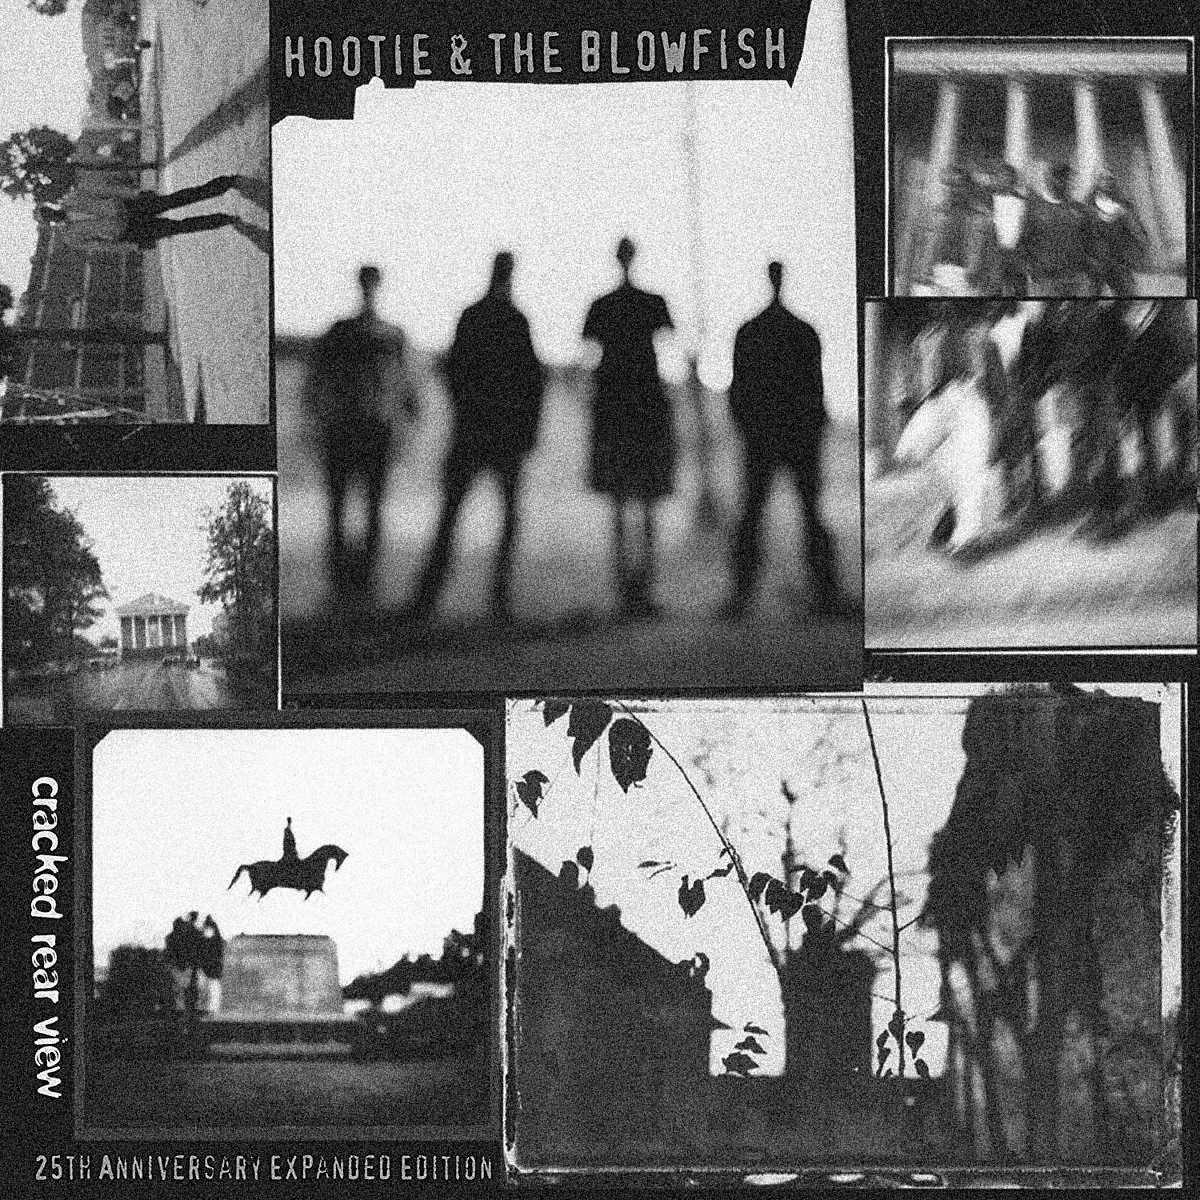 HOOTIE & THE BLOWFISH
cracked rear view
25TH ANNIVERSARY EXPANDED EDITION